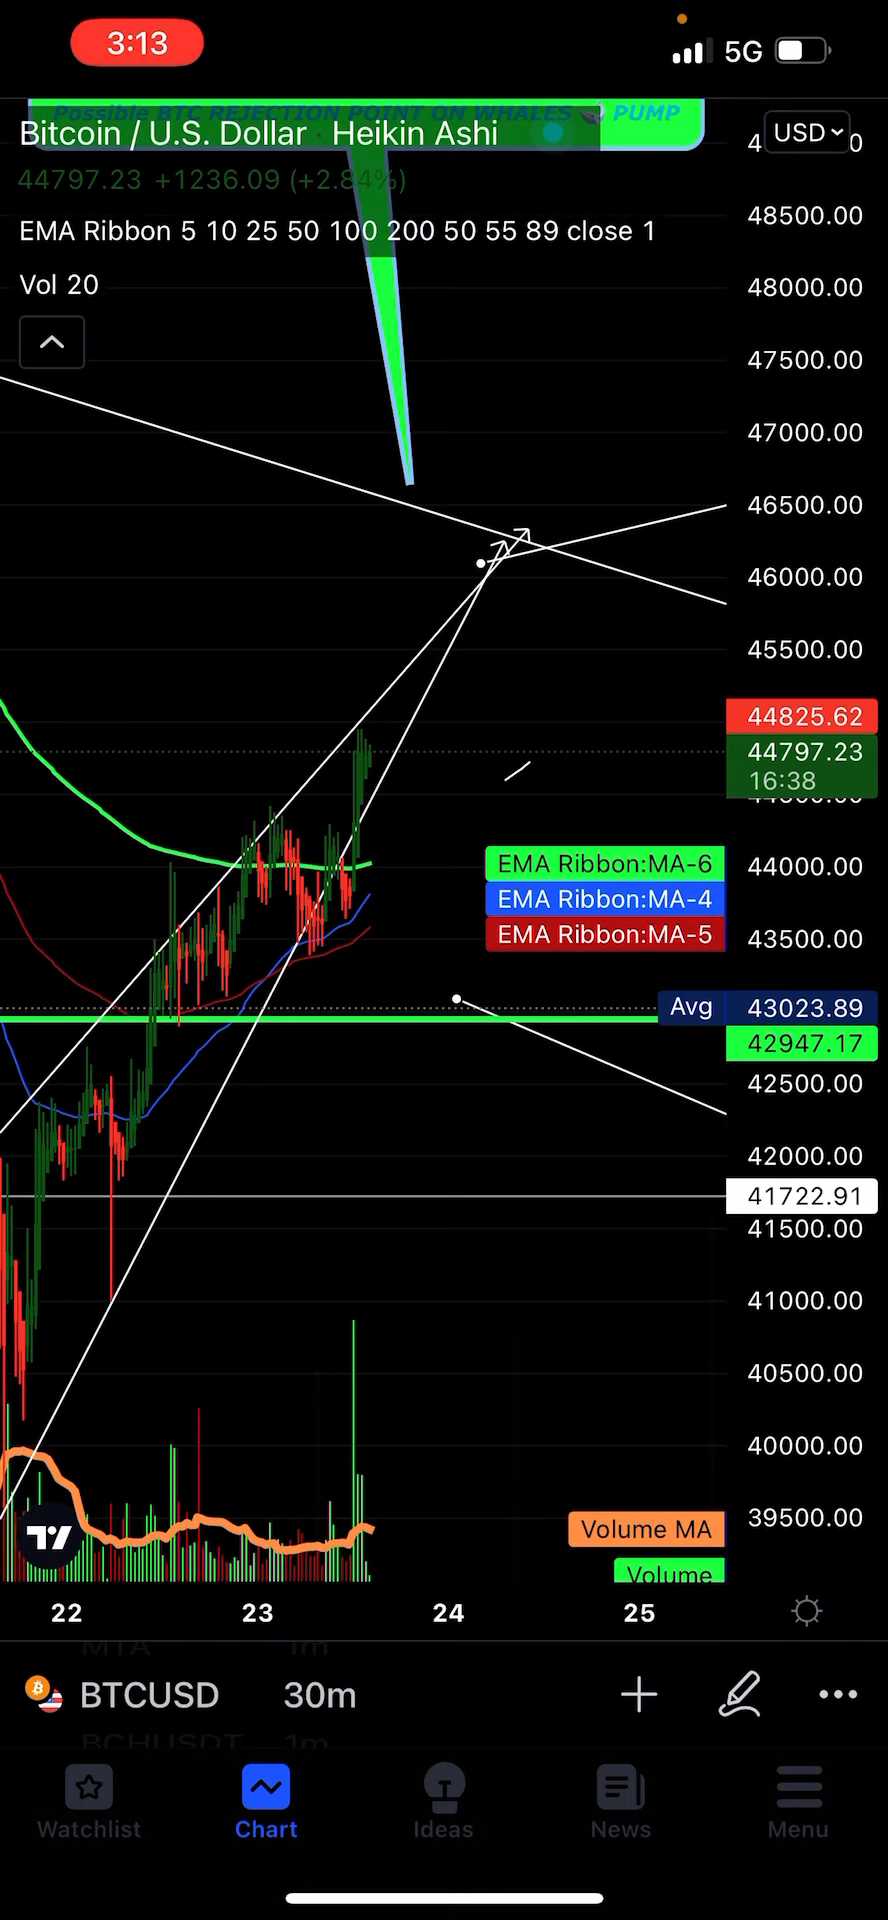 3:13
5G
Possible BTC REJECTION POINT ON WHALES PUMP
Bitcoin / U.S. Dollar · Heikin Ashi
USD
44797.23 +1236.09 (+2.84%)
EMA Ribbon 5 10 25 50 100 200 50 55 89 close 1
Vol 20
48500.00
48000.00
47500.00
47000.00
46500.00
46000.00
45500.00
44825.62
44797.23
16:38
EMA Ribbon:MA-6
44000.00
EMA Ribbon:MA-4
EMA Ribbon:MA-5
43500.00
Avg 43023.89
42947.17
42500.00
42000.00
41722.91
41500.00
41000.00
40500.00
40000.00
39500.00
Volume MA
Volume
22 23 24 25
MTA 1m
BTCUSD 30m
BCHUSDT 1m
Watchlist Chart Ideas News Menu